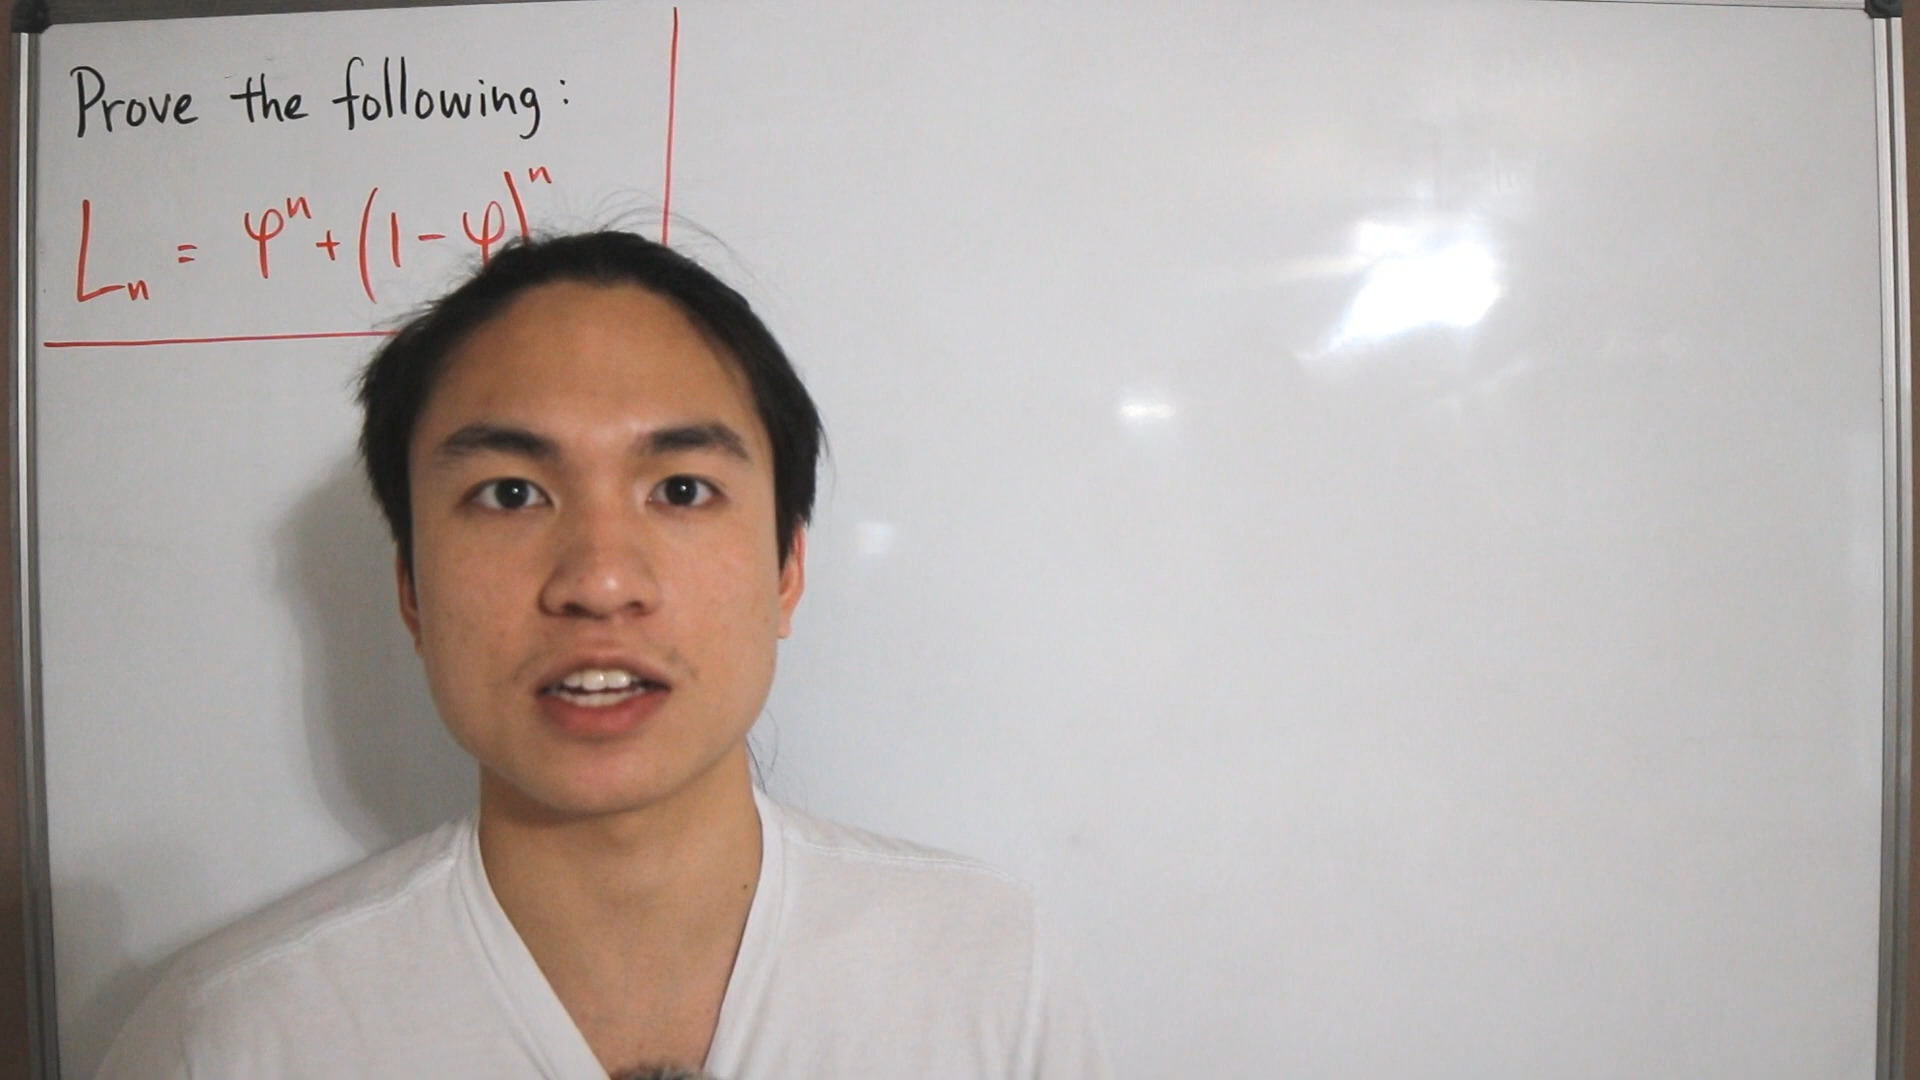 Prove the following:
Lₙ = φⁿ + (1 - φ)ⁿ